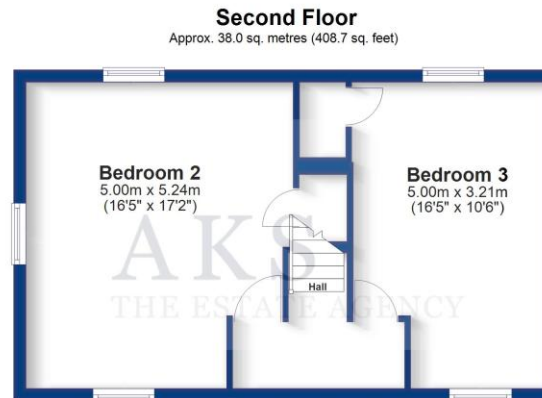 Second Floor
Approx. 38.0 sq. metres (408.7 sq. feet)
Bedroom 2
5.00m x 5.24m
(16'5" x 17'2")
Bedroom 3
5.00m x 3.21m
(16'5" x 10'6")
Hall
AKS
THE ESTATE AGENCY